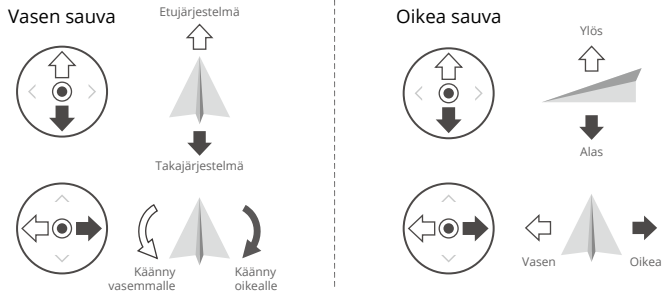 Vasen sauva
Etujärjestelmä
Takajärjestelmä
Käänny
vasemmalle
Käänny
oikealle
Oikea sauva
Ylös
Alas
Vasen
Oikea